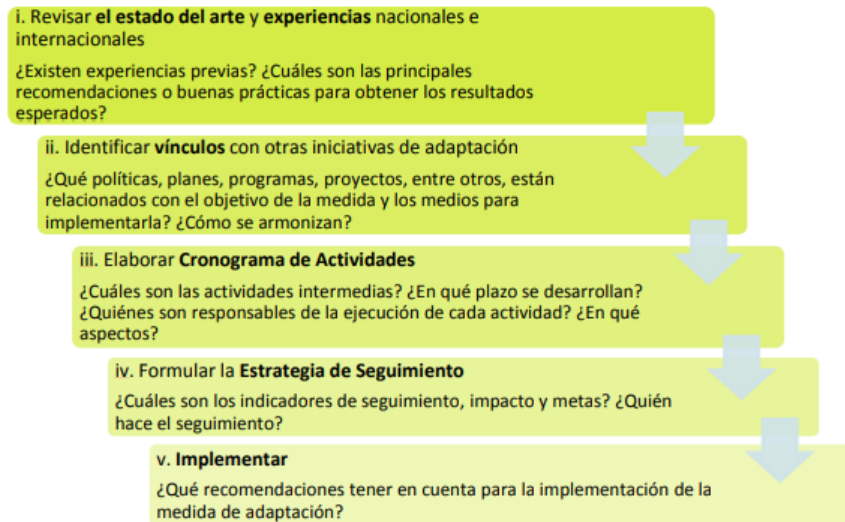 i. Revisar el estado del arte y experiencias nacionales e
internacionales
¿Existen experiencias previas? ¿Cuáles son las principales
recomendaciones o buenas prácticas para obtener los resultados
esperados?
ii. Identificar vínculos con otras iniciativas de adaptación
¿Qué políticas, planes, programas, proyectos, entre otros, están
relacionados con el objetivo de la medida y los medios para
implementarla? ¿Cómo se armonizan?
iii. Elaborar Cronograma de Actividades
¿Cuáles son las actividades intermedias? ¿En qué plazo se desarrollan?
¿Quiénes son responsables de la ejecución de cada actividad? ¿En qué
aspectos?
iv. Formular la Estrategia de Seguimiento
¿Cuáles son los indicadores de seguimiento, impacto y metas? ¿Quién
hace el seguimiento?
v. Implementar
¿Qué recomendaciones tener en cuenta para la implementación de la
medida de adaptación?